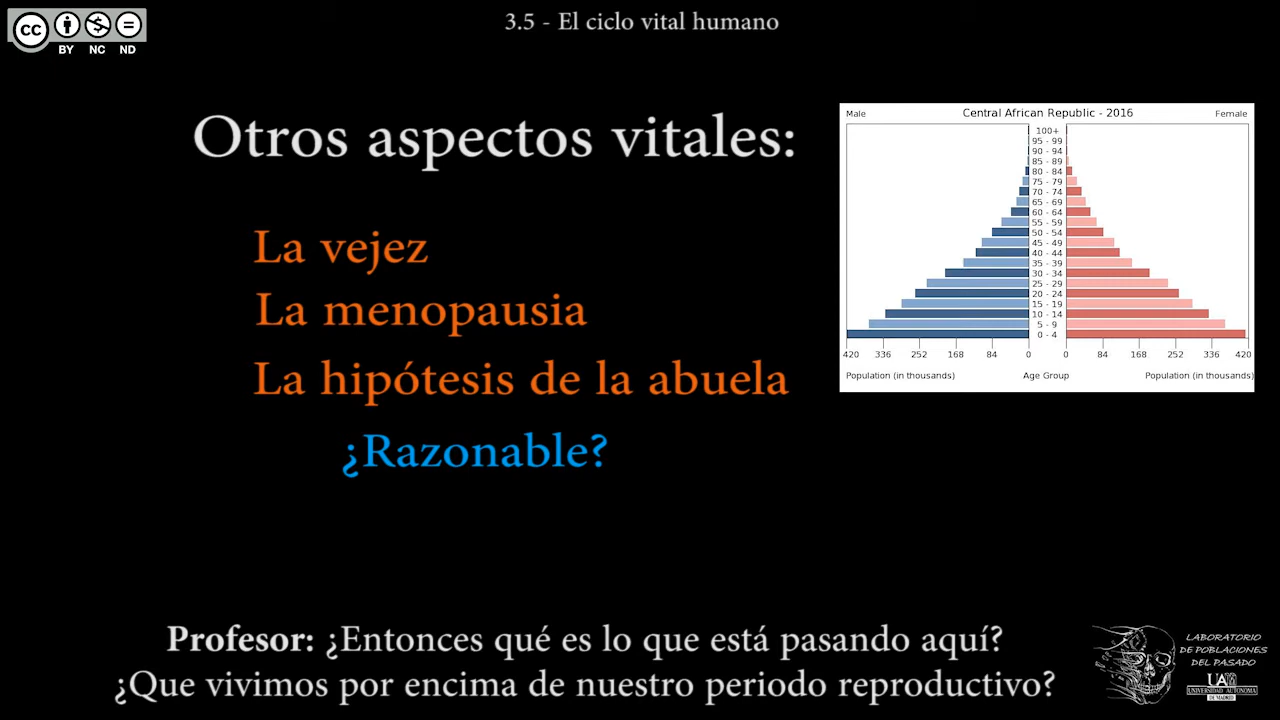 3.5 - El ciclo vital humano
cc
BY NC ND
Otros aspectos vitales:
La vejez
La menopausia
La hipótesis de la abuela
¿Razonable?
Male Central African Republic - 2016 Female
100+
95 - 99
90 - 94
85 - 89
80 - 84
75 - 79
70 - 74
65 - 69
60 - 64
55 - 59
50 - 54
45 - 49
40 - 44
35 - 39
30 - 34
25 - 29
20 - 24
15 - 19
10 - 14
5 - 9
0 - 4
420 336 252 168 84 0 0 84 168 252 336 420
Population (in thousands) Age Group Population (in thousands)
Profesor: ¿Entonces qué es lo que está pasando aquí?
¿Que vivimos por encima de nuestro periodo reproductivo?
LABORATORIO
DE POBLACIONES
DEL PASADO
UAM
UNIVERSIDAD AUTONOMA
DE MADRID